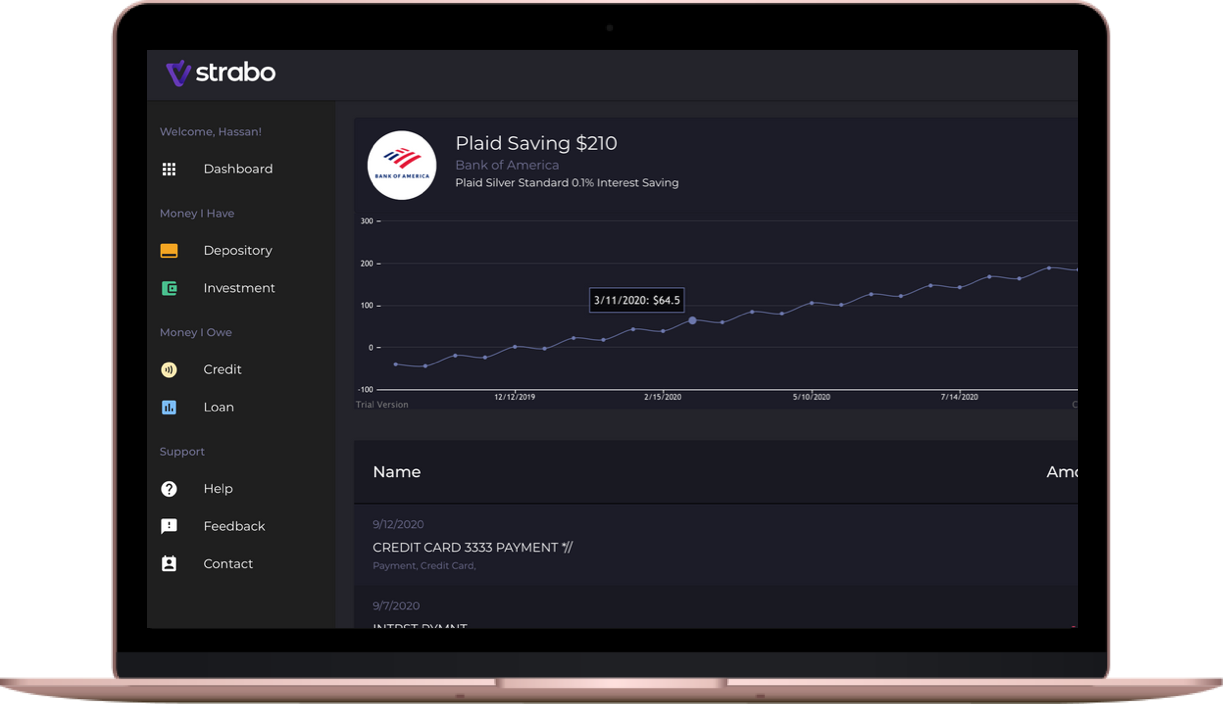 strabo
Welcome, Hassan!
Dashboard
Money I Have
Depository
Investment
Money I Owe
Credit
Loan
Support
Help
Feedback
Contact
BANK OF AMERICA
Plaid Saving $210
Bank of America
Plaid Silver Standard 0.1% Interest Saving
300
200
100
0
-100
3/11/2020: $64.5
12/12/2019
2/15/2020
5/10/2020
7/14/2020
Trial Version
C
Name
Amo
9/12/2020
CREDIT CARD 3333 PAYMENT *//
Payment, Credit Card,
9/7/2020
INTRST PYMNT